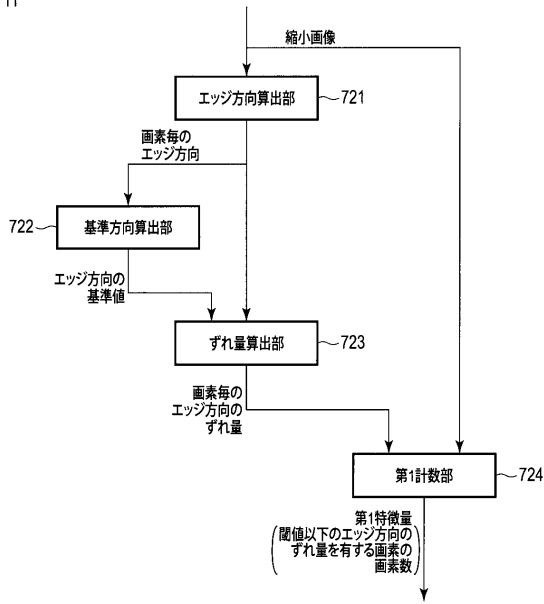 縮小画像
エッジ方向算出部
721
画素毎の
エッジ方向
722
基準方向算出部
エッジ方向の
基準値
ずれ量算出部
723
画素毎の
エッジ方向の
ずれ量
第1計数部
724
第1特徴量
(閾値以下のエッジ方向の
ずれ量を有する画素の
画素数)